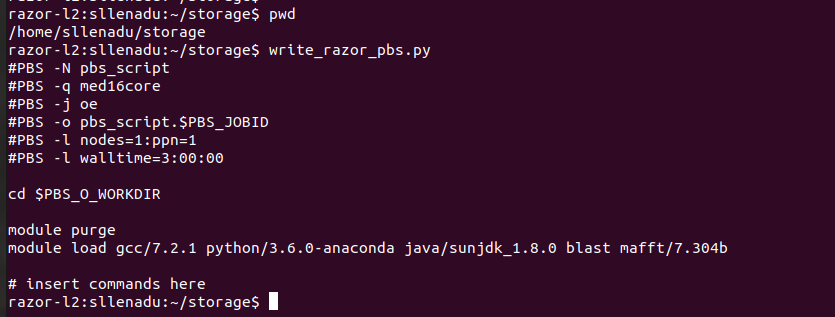 razor-l2:sllenadu:~/storage$ pwd
/home/sllenadu/storage
razor-l2:sllenadu:~/storage$ write_razor_pbs.py
#PBS -N pbs_script
#PBS -q med16core
#PBS -j oe
#PBS -o pbs_script.$PBS_JOBID
#PBS -l nodes=1:ppn=1
#PBS -l walltime=3:00:00

cd $PBS_O_WORKDIR

module purge
module load gcc/7.2.1 python/3.6.0-anaconda java/sunjdk_1.8.0 blast mafft/7.304b

# insert commands here
razor-l2:sllenadu:~/storage$